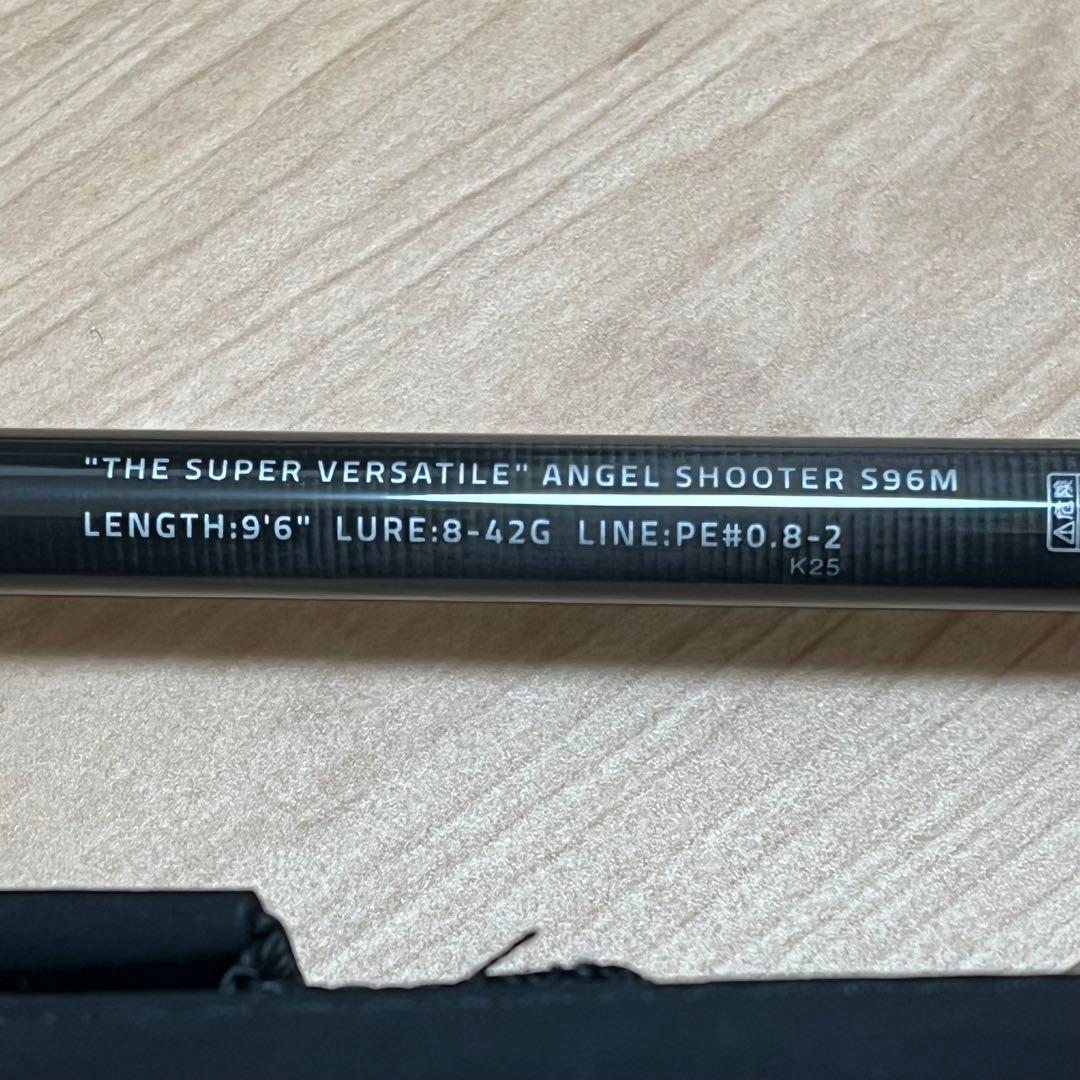 "THE SUPER VERSATILE" ANGEL SHOOTER S96M
LENGTH:9'6" LURE:8-42G LINE:PE#0.8-2
K25